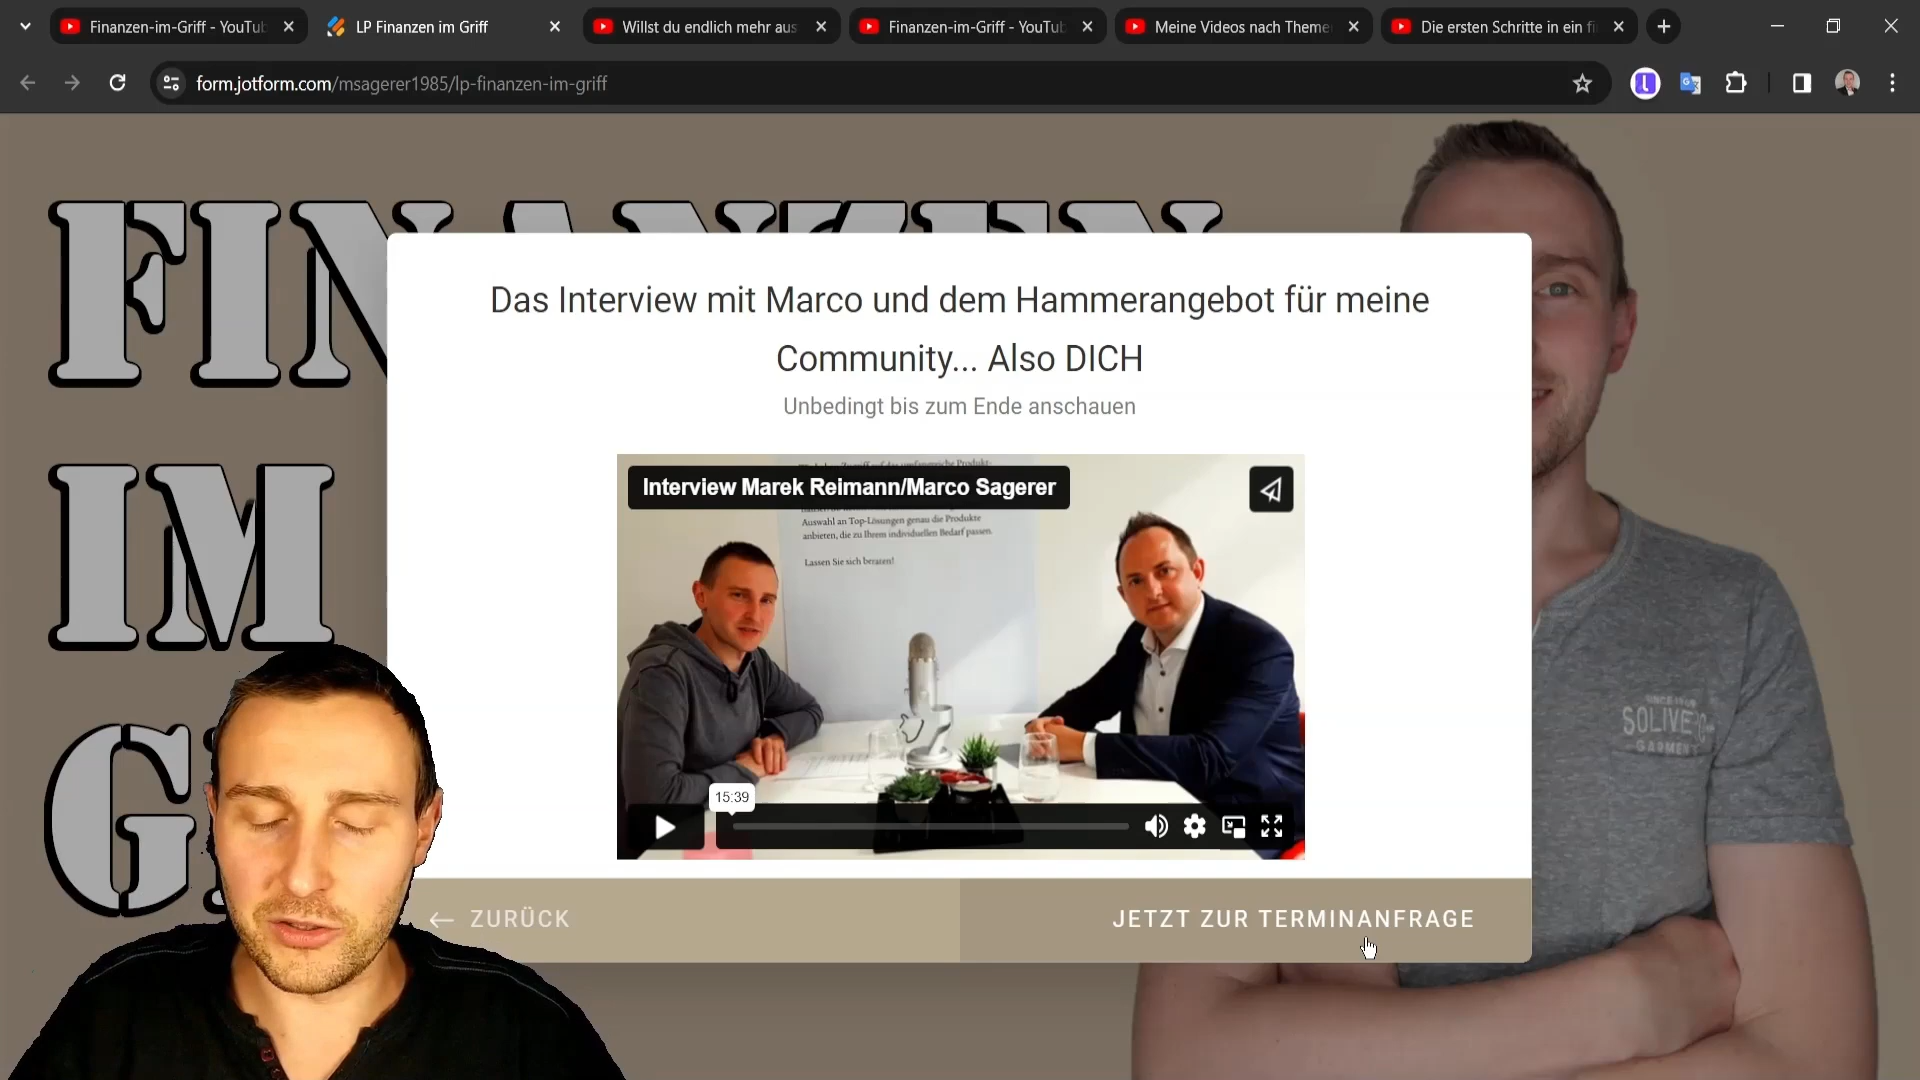 Finanzen-im-Griff - YouTub
LP Finanzen im Griff
Willst du endlich mehr aus
Finanzen-im-Griff - YouTub
Meine Videos nach Theme
Die ersten Schritte in ein fi
form.jotform.com/msagerer1985/lp-finanzen-im-griff
FINANZEN
IM
Das Interview mit Marco und dem Hammerangebot für meine
Community... Also DICH
Unbedingt bis zum Ende anschauen
Interview Marek Reimann/Marco Sagerer
Auswahl an Top-Lösungen genau die Produkte
anbieten, die zu Ihrem individuellen Bedarf passen.
Lassen Sie sich beraten!
15:39
ZURÜCK
JETZT ZUR TERMINANFRAGE
SOLIVE
GARMEN